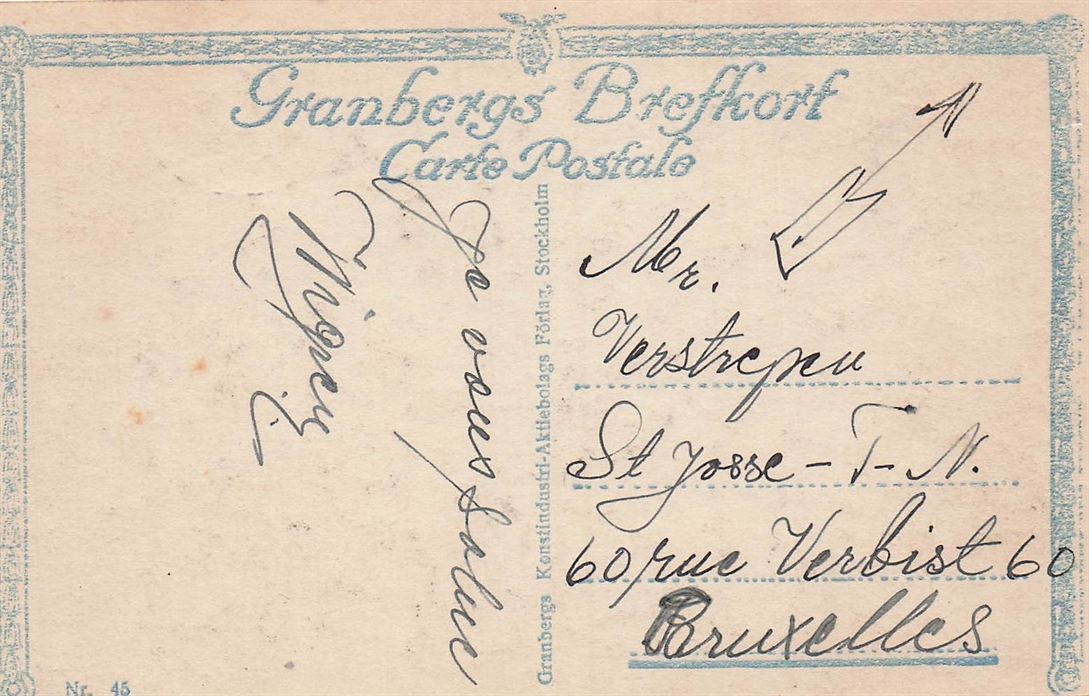 Granbergs Brefkort
Carte Postale
Je vous salue
Granbergs Konstindustri-Aktiebolags Förlag, Stockholm
Mr.
Verstrepen
St Josse-T-N.
60 rue Verbist 60
Bruxelles
Nr. 45